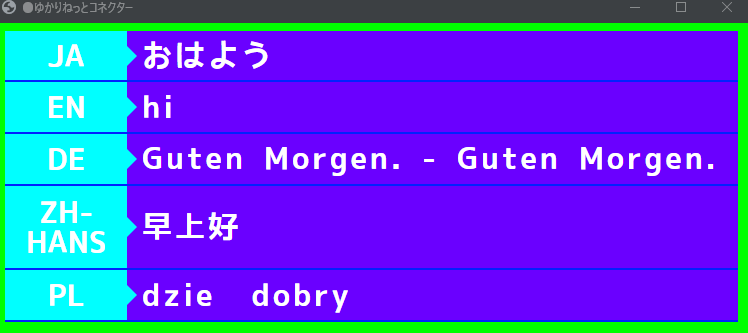 ●ゆかりねっとコネクター
JA おはよう
EN hi
DE Guten Morgen. - Guten Morgen.
ZH-
HANS 早上好
PL dzie dobry